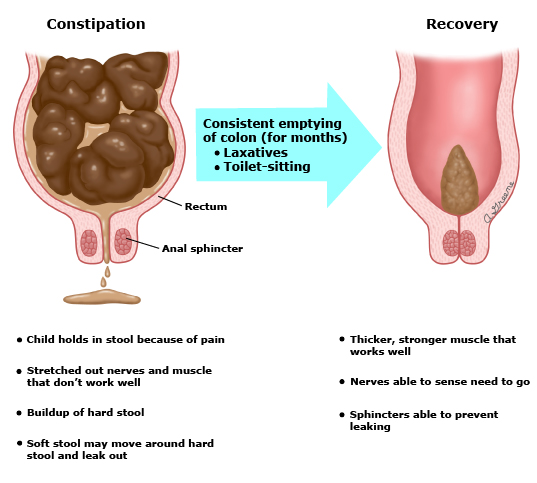 Constipation
Recovery
Consistent emptying
of colon (for months)
• Laxatives
• Toilet-sitting
Rectum
Anal sphincter
• Child holds in stool because of pain
• Stretched out nerves and muscle
that don't work well
• Buildup of hard stool
• Soft stool may move around hard
stool and leak out
• Thicker, stronger muscle that
works well
• Nerves able to sense need to go
• Sphincters able to prevent
leaking